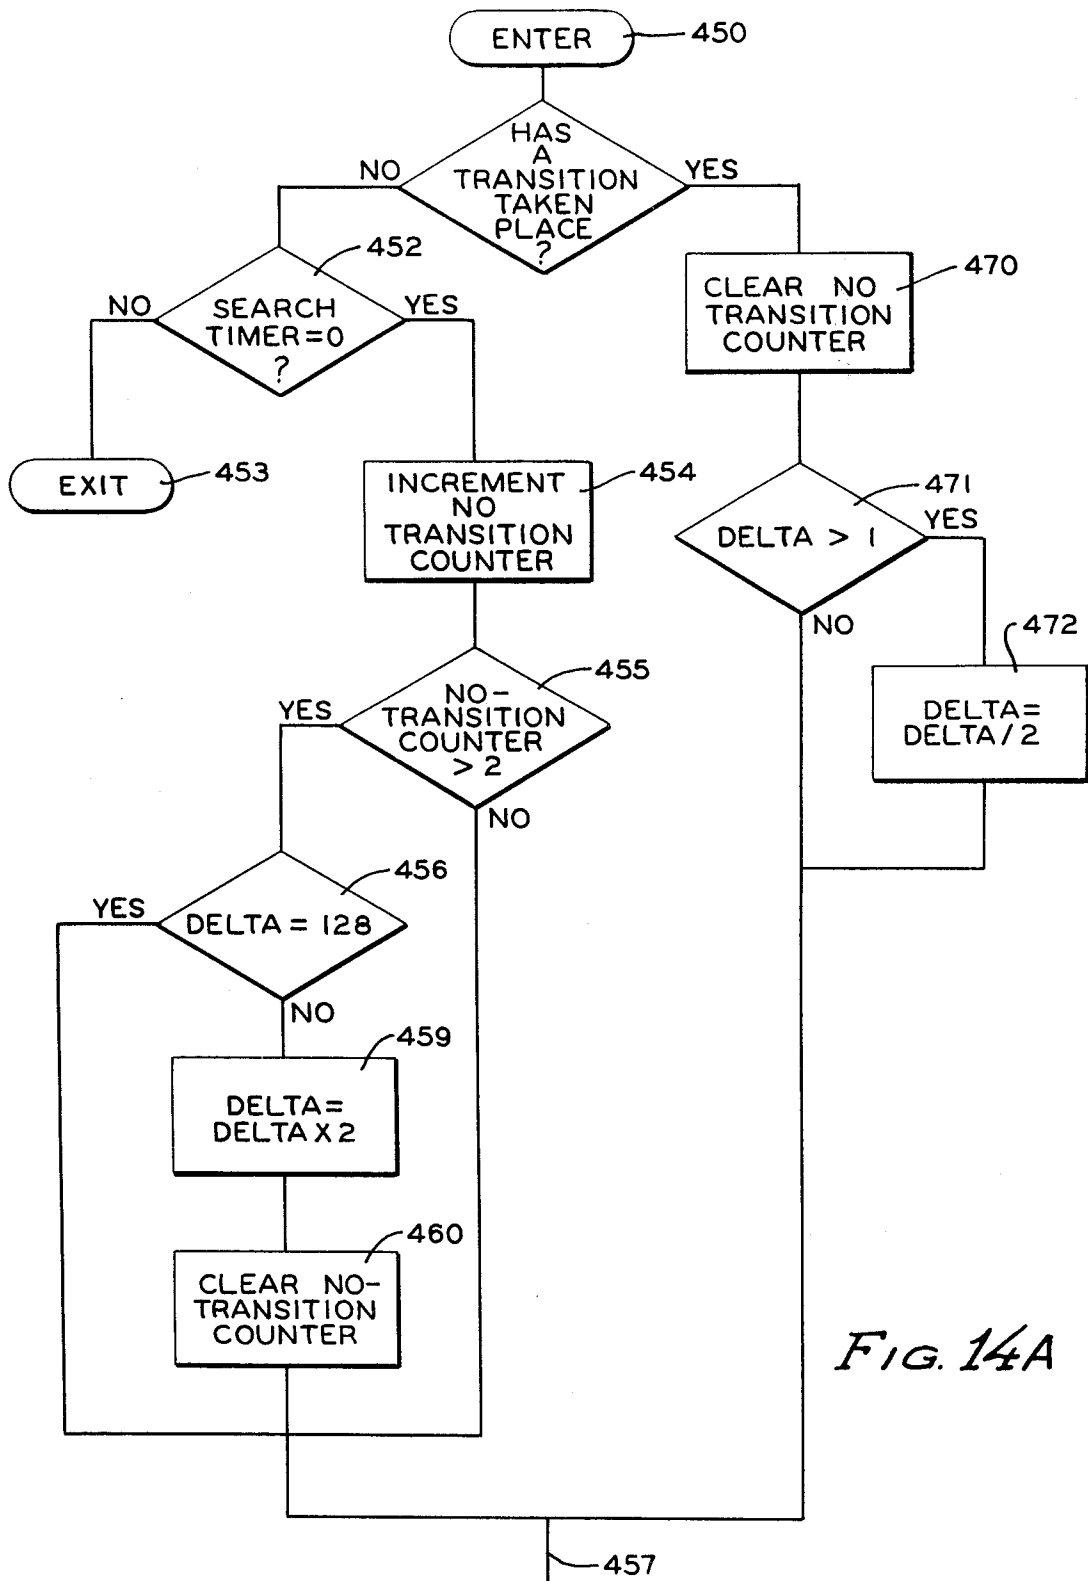 ENTER
450
HAS
A
TRANSITION
TAKEN
PLACE
?
NO
YES
452
SEARCH
TIMER=0
?
NO
YES
470
CLEAR NO
TRANSITION
COUNTER
EXIT
453
INCREMENT
NO
TRANSITION
COUNTER
454
471
DELTA > 1
YES
NO
472
DELTA=
DELTA/2
455
NO-
TRANSITION
COUNTER
> 2
YES
NO
456
DELTA = 128
YES
NO
459
DELTA=
DELTA X 2
460
CLEAR NO-
TRANSITION
COUNTER
FIG. 14A
457